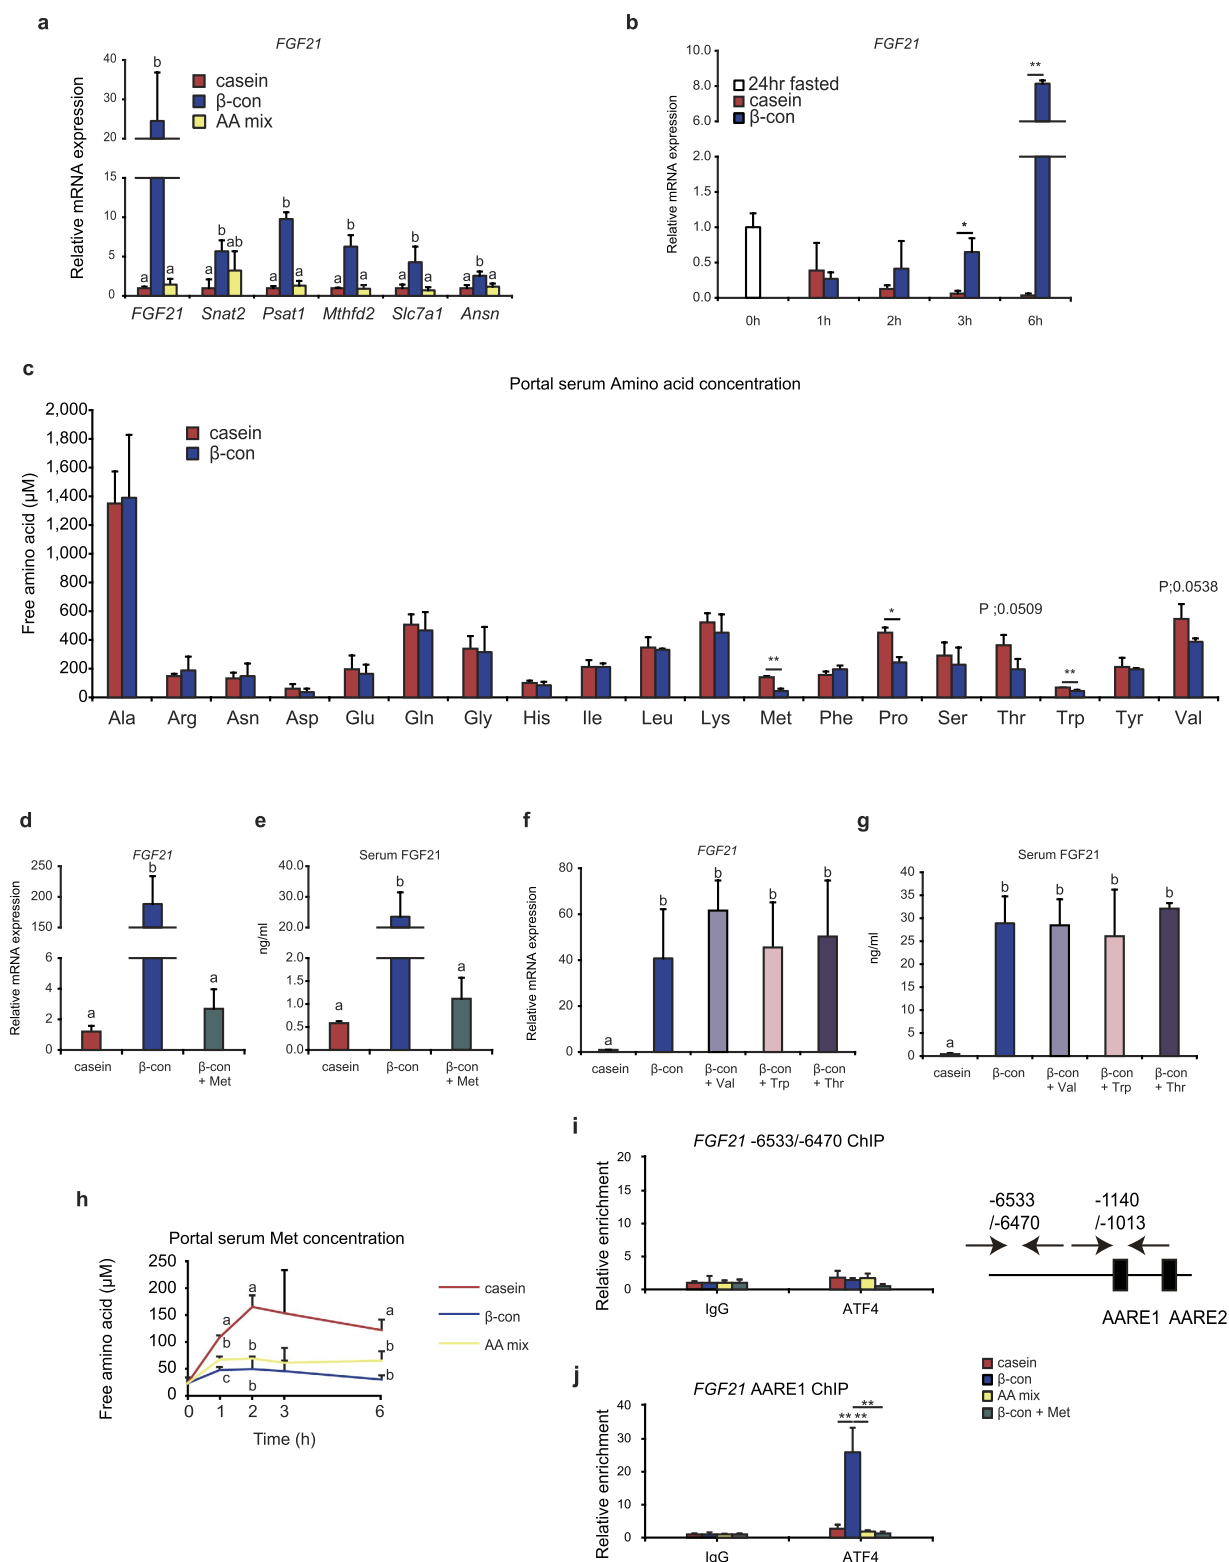 a
FGF21
Relative mRNA expression
40
30
20
15
10
5
0
casein
β-con
AA mix
b
a a
b
a ab
b
a a
b
a a
b
a a
b
a a
FGF21 Snat2 Psat1 Mthfd2 Slc7a1 Ansn
b
FGF21
Relative mRNA expression
10.0
8.0
6.0
2.0
1.5
1.0
0.5
0.0
24hr fasted
casein
β-con
*
**
0h 1h 2h 3h 6h
c
Portal serum Amino acid concentration
Free amino acid (μM)
2,000
1,800
1,600
1,400
1,200
1,000
800
600
400
200
0
casein
β-con
**
*
P ;0.0509
**
P;0.0538
Ala Arg Asn Asp Glu Gln Gly His Ile Leu Lys Met Phe Pro Ser Thr Trp Tyr Val
d
FGF21
Relative mRNA expression
250
200
150
6
4
2
0
a
b
a
casein β-con β-con
+ Met
e
Serum FGF21
ng/ml
40.0
30.0
20.0
2.0
1.5
1.0
0.5
0.0
a
b
a
casein β-con β-con
+ Met
f
FGF21
Relative mRNA expression
80
60
40
20
0
a
b
b
b
b
casein β-con β-con β-con β-con
+ Val + Trp + Thr
g
Serum FGF21
ng/ml
40
35
30
25
20
15
10
5
0
a
b
b
b
b
casein β-con β-con β-con β-con
+ Val + Trp + Thr
h
Portal serum Met concentration
Free amino acid (μM)
250
200
150
100
50
0
a
a
a
b
b
b
c
b
b
0 1 2 3 6
Time (h)
casein
β-con
AA mix
i
FGF21 -6533/-6470 ChIP
Relative enrichment
20
15
10
5
0
IgG ATF4
-6533
/-6470
-1140
/-1013
AARE1 AARE2
casein
β-con
AA mix
β-con + Met
j
FGF21 AARE1 ChIP
Relative enrichment
40
30
20
10
0
**
** **
IgG ATF4